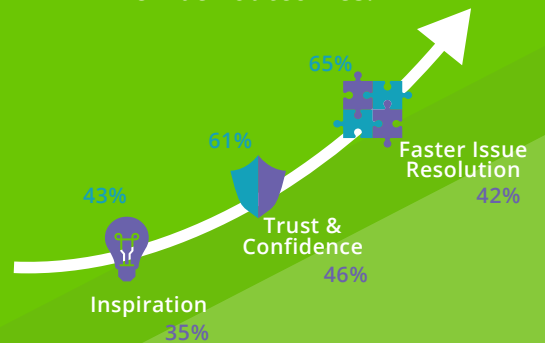 65%
61%
43%
Faster Issue
Resolution
42%
Trust &
Confidence
46%
Inspiration
35%